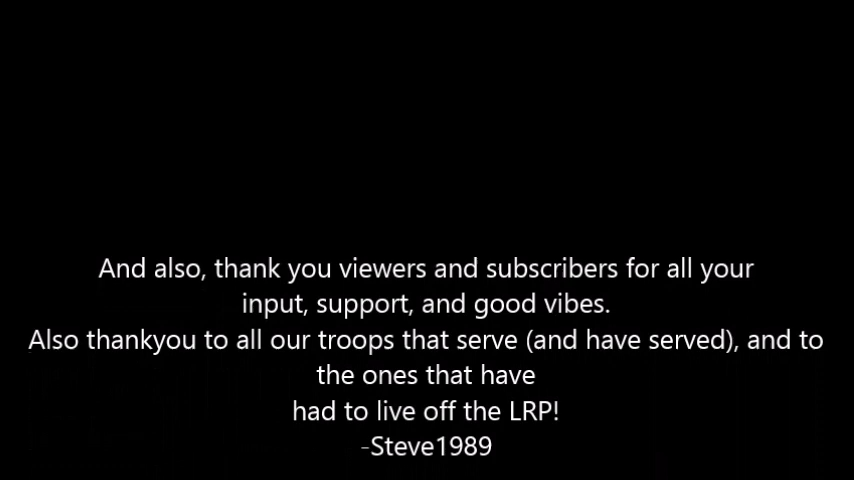 And also, thank you viewers and subscribers for all your
input, support, and good vibes.
Also thankyou to all our troops that serve (and have served), and to
the ones that have
had to live off the LRP!
-Steve1989